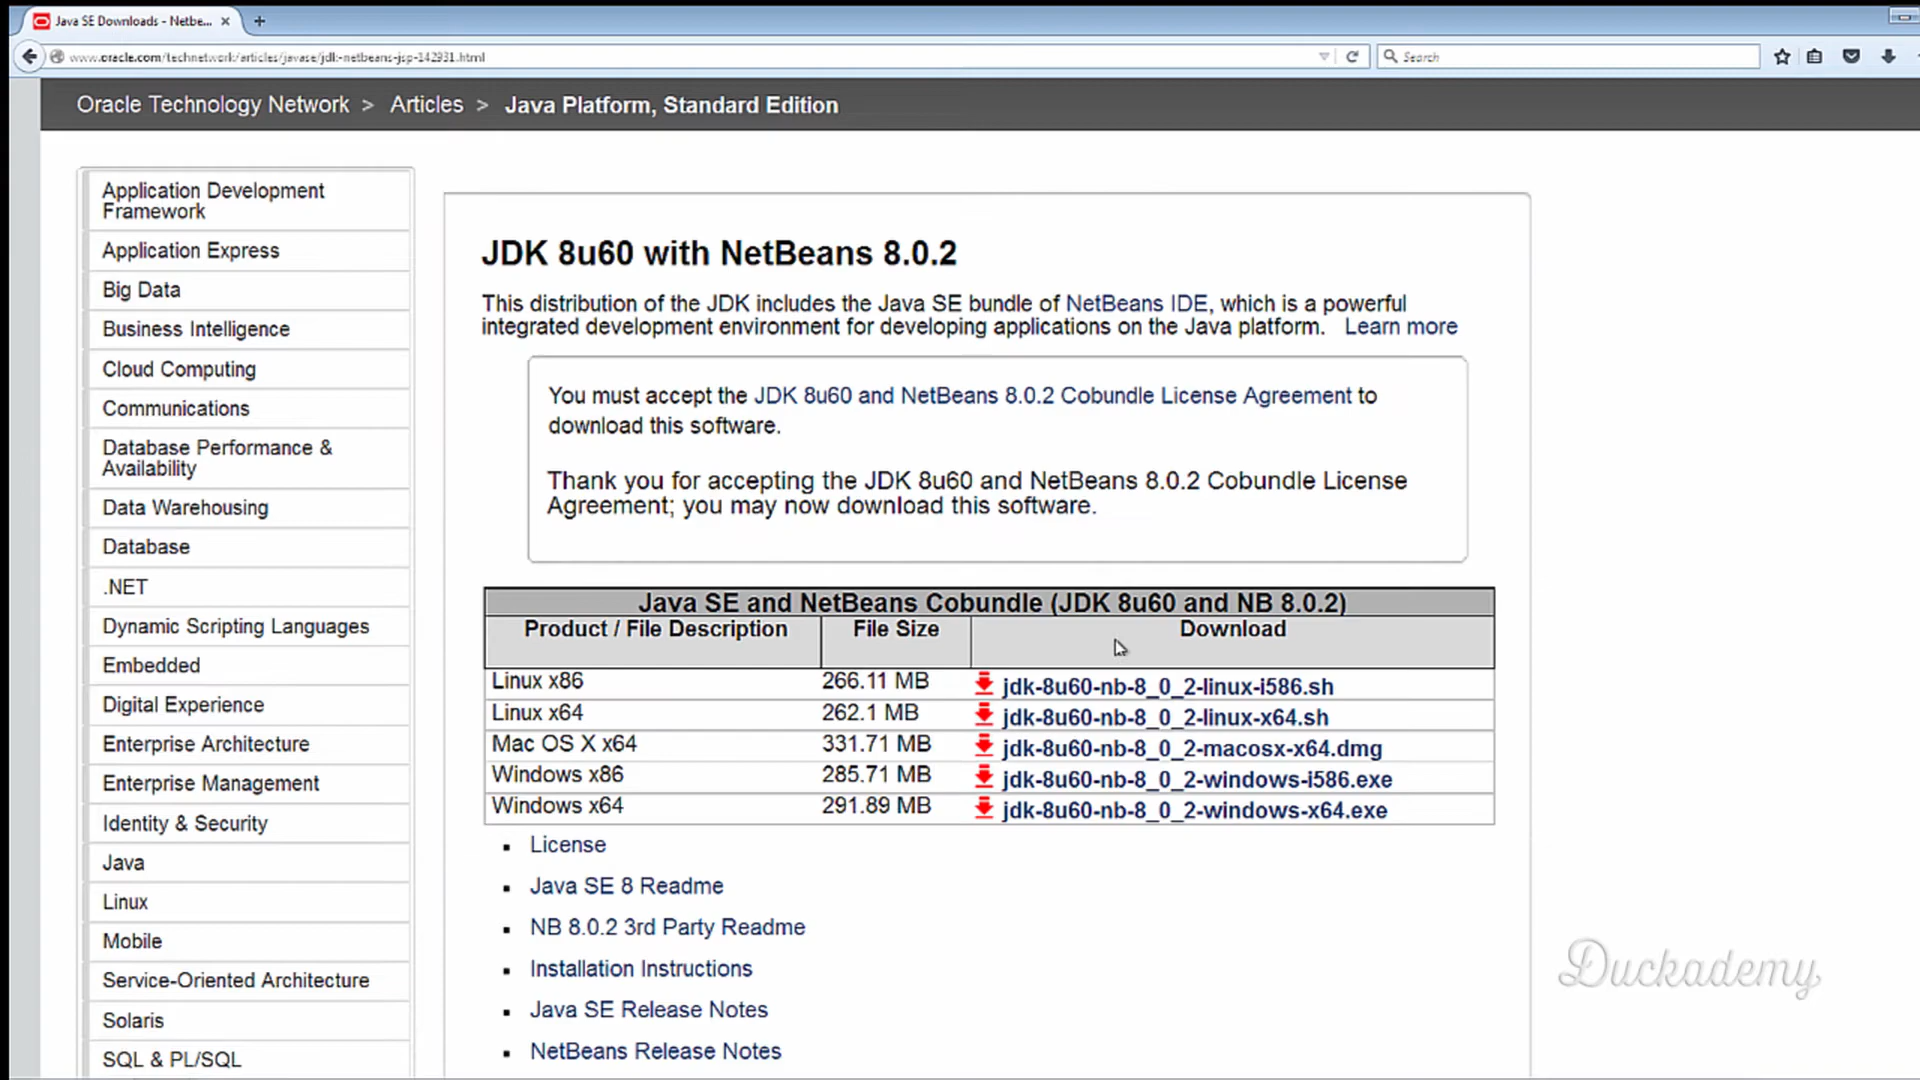 Java SE Downloads - Netbe...
www.oracle.com/technetwork/articles/javase/jdk-netbeans-jsp-142931.html
Search
Oracle Technology Network > Articles > Java Platform, Standard Edition
Application Development
Framework
Application Express
Big Data
Business Intelligence
Cloud Computing
Communications
Database Performance &
Availability
Data Warehousing
Database
.NET
Dynamic Scripting Languages
Embedded
Digital Experience
Enterprise Architecture
Enterprise Management
Identity & Security
Java
Linux
Mobile
Service-Oriented Architecture
Solaris
SQL & PL/SQL
JDK 8u60 with NetBeans 8.0.2
This distribution of the JDK includes the Java SE bundle of NetBeans IDE, which is a powerful
integrated development environment for developing applications on the Java platform. Learn more
You must accept the JDK 8u60 and NetBeans 8.0.2 Cobundle License Agreement to
download this software.
Thank you for accepting the JDK 8u60 and NetBeans 8.0.2 Cobundle License
Agreement; you may now download this software.
Java SE and NetBeans Cobundle (JDK 8u60 and NB 8.0.2)
Product / File Description File Size Download
Linux x86 266.11 MB jdk-8u60-nb-8_0_2-linux-i586.sh
Linux x64 262.1 MB jdk-8u60-nb-8_0_2-linux-x64.sh
Mac OS X x64 331.71 MB jdk-8u60-nb-8_0_2-macosx-x64.dmg
Windows x86 285.71 MB jdk-8u60-nb-8_0_2-windows-i586.exe
Windows x64 291.89 MB jdk-8u60-nb-8_0_2-windows-x64.exe
License
Java SE 8 Readme
NB 8.0.2 3rd Party Readme
Installation Instructions
Java SE Release Notes
NetBeans Release Notes
Duckademy